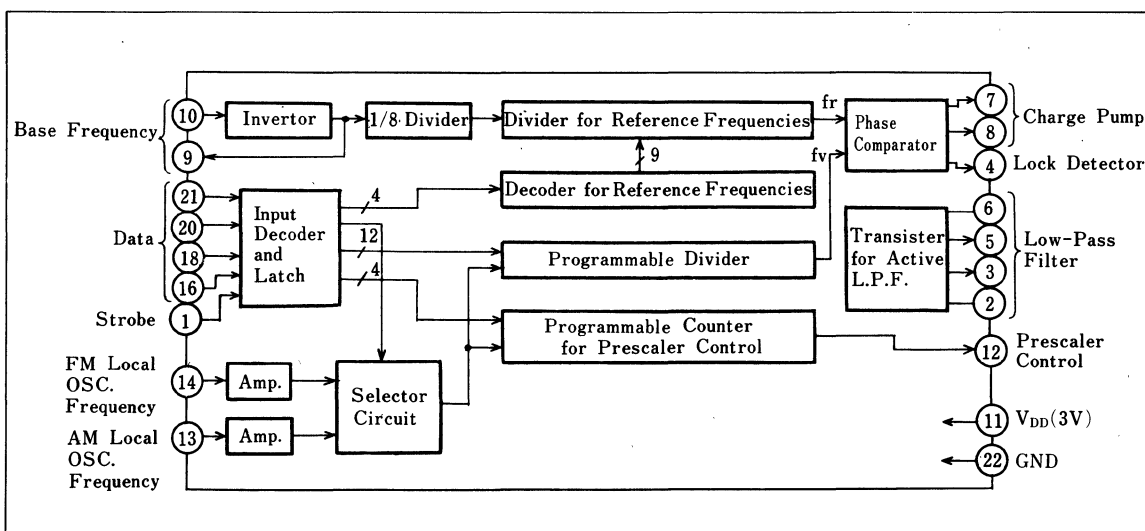 Base Frequency
10
9
Invertor
1/8 Divider
Divider for Reference Frequencies
9
Decoder for Reference Frequencies
fr
fv
Phase
Comparator
7
8
Charge Pump
4
Lock Detector
Data
21
20
18
16
1
Strobe
Input
Decoder
and
Latch
4
12
4
Programmable Divider
Programmable Counter
for Prescaler Control
Transister
for Active
L.P.F.
6
5
3
2
Low-Pass
Filter
12
Prescaler
Control
FM Local
OSC.
Frequency
14
Amp.
AM Local
OSC.
Frequency
13
Amp.
Selector
Circuit
11
VDD(3V)
22
GND